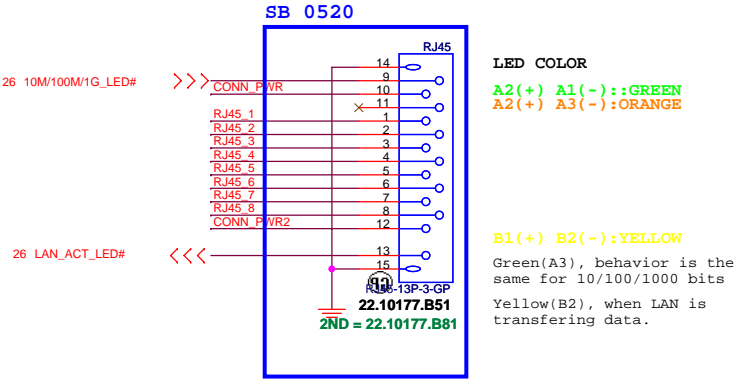 SB 0520
RJ45
14
26 10M/100M/1G_LED#
9
CONN_PWR
10
11
RJ45_1
1
RJ45_2
2
RJ45_3
3
RJ45_4
4
RJ45_5
5
RJ45_6
6
RJ45_7
7
RJ45_8
8
CONN_PWR2
12
26 LAN_ACT_LED#
13
15
RJ45-13P-3-GP
22.10177.B51
2ND = 22.10177.B81
LED COLOR
A2(+) A1(-)::GREEN
A2(+) A3(-):ORANGE
B1(+) B2(-):YELLOW
Green(A3), behavior is the
same for 10/100/1000 bits
Yellow(B2), when LAN is
transfering data.